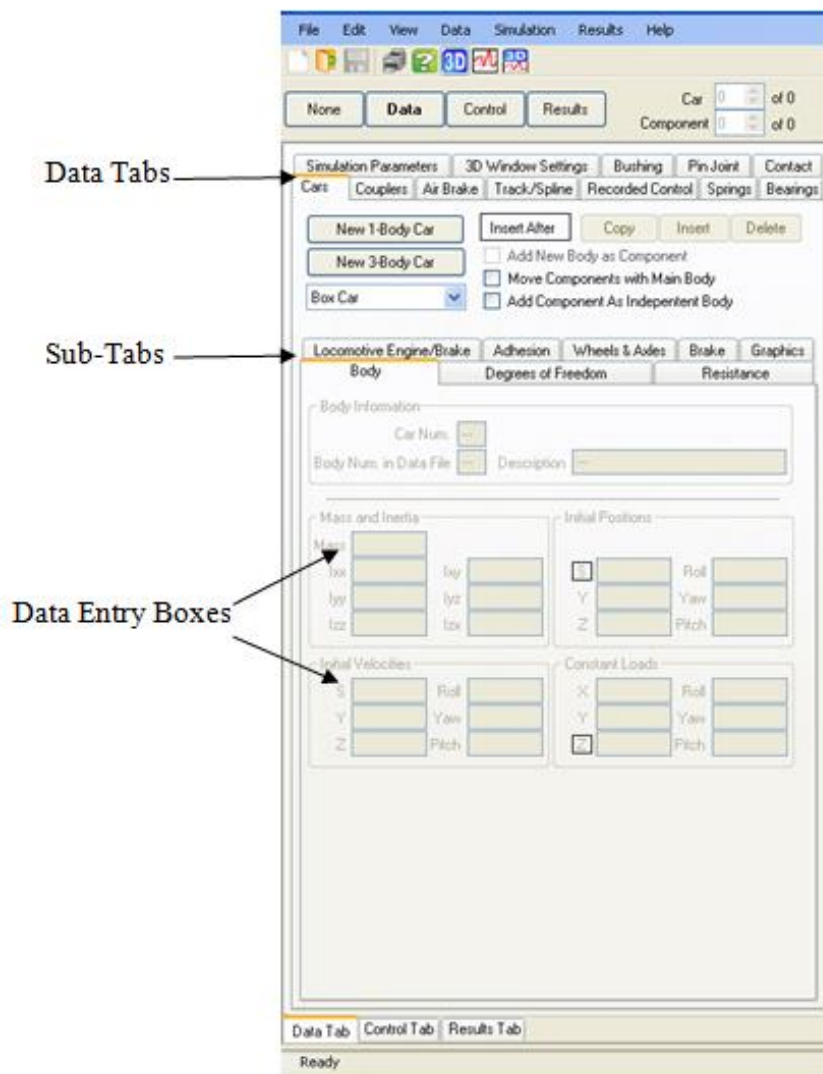 File Edit View Data Simulation Results Help
3D 3D
None Data Control Results Car 0 of 0
Component 0 of 0
Data Tabs
Simulation Parameters 3D Window Settings Bushing Pin Joint Contact
Cars Couplers Air Brake Track/Spline Recorded Control Springs Bearings
New 1-Body Car Insert After Copy Insert Delete
New 3-Body Car Add New Body as Component
Move Components with Main Body
Box Car Add Component As Indepentent Body
Sub-Tabs
Locomotive Engine/Brake Adhesion Wheels & Axles Brake Graphics
Body Degrees of Freedom Resistance
Body Information
Car Num. --
Body Num. in Data File -- Description --
Mass and Inertia Initial Positions
Mass
Ixx Ixy S Roll
Iyy Iyz Y Yaw
Izz Izx Z Pitch
Data Entry Boxes
Initial Velocities Constant Loads
S Roll X Roll
Y Yaw Y Yaw
Z Pitch Z Pitch
Data Tab Control Tab Results Tab
Ready